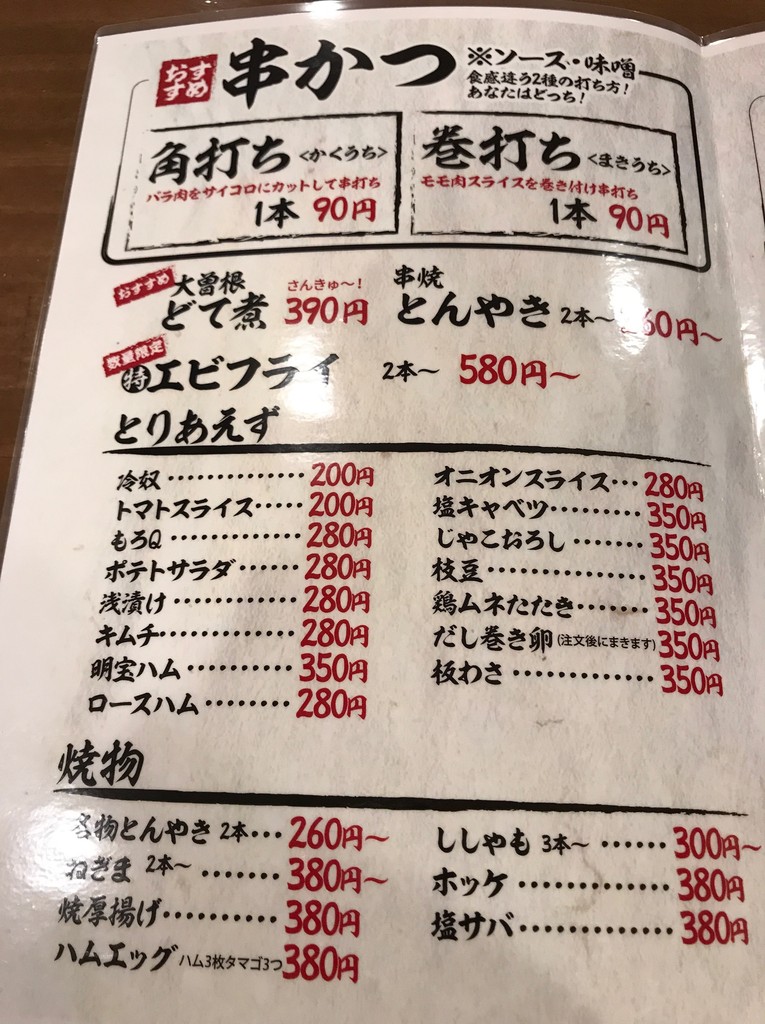 おすすめ
串かつ
※ソース・味噌
食感違う2種の打ち方!
あなたはどっち!
角打ち <かくうち>
バラ肉をサイコロにカットして串打ち
1本 90円
巻打ち <まきうち>
モモ肉スライスを巻き付け串打ち
1本 90円
おすすめ
大曽根
どて煮
さんきゅ〜!
390円
串焼
とんやき 2本〜 260円〜
数量限定
特エビフライ 2本〜 580円〜
とりあえず
冷奴 ・・・・・・・・・・・・・・ 200円
トマトスライス・・・・・ 200円
もろQ ・・・・・・・・・・・・・ 280円
ポテトサラダ・・・・・・・ 280円
浅漬け ・・・・・・・・・・・・ 280円
キムチ・・・・・・・・・・・・・ 280円
明宝ハム ・・・・・・・・・・ 350円
ロースハム ・・・・・・・・ 280円
オニオンスライス・・・ 280円
塩キャベツ・・・・・・・・・ 350円
じゃこおろし ・・・・・・・ 350円
枝豆 ・・・・・・・・・・・・・・・ 350円
鶏ムネたたき・・・・・・・ 350円
だし巻き卵 (注文後にまきます) 350円
板わさ ・・・・・・・・・・・・・ 350円
焼物
名物とんやき 2本・・・ 260円〜
ねぎま 2本〜 ・・・・・・・ 380円〜
焼厚揚げ・・・・・・・・・・ 380円
ハムエッグ ハム3枚タマゴ3つ 380円
ししゃも 3本〜 ・・・・・・ 300円〜
ホッケ ・・・・・・・・・・・・・ 380円
塩サバ・・・・・・・・・・・・・ 380円